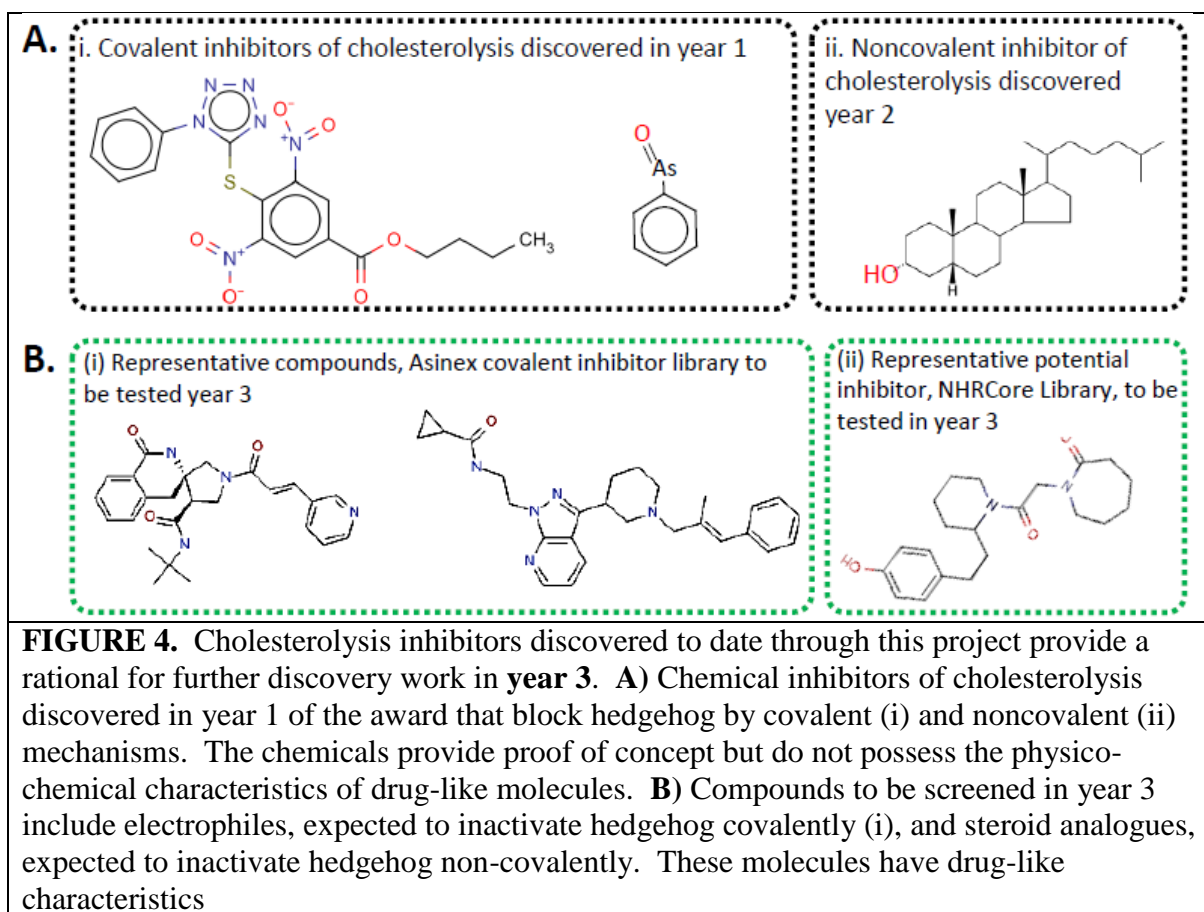 A.
i. Covalent inhibitors of cholesterolysis discovered in year 1
ii. Noncovalent inhibitor of
cholesterolysis discovered
year 2
N
N
N
N
N
S
O⁻
N⁺
O
O
N⁺
O⁻
O
O
CH₃
O
As
HO
H
B.
(i) Representative compounds, Asinex covalent inhibitor library to
be tested year 3
(ii) Representative potential
inhibitor, NHRCore Library, to be
tested in year 3
O
N
N
O
N
O
N
O
N
N
N
N
N
O
N
N
O
HO
FIGURE 4. Cholesterolysis inhibitors discovered to date through this project provide a
rational for further discovery work in year 3. A) Chemical inhibitors of cholesterolysis
discovered in year 1 of the award that block hedgehog by covalent (i) and noncovalent (ii)
mechanisms. The chemicals provide proof of concept but do not possess the physico-
chemical characteristics of drug-like molecules. B) Compounds to be screened in year 3
include electrophiles, expected to inactivate hedgehog covalently (i), and steroid analogues,
expected to inactivate hedgehog non-covalently. These molecules have drug-like
characteristics